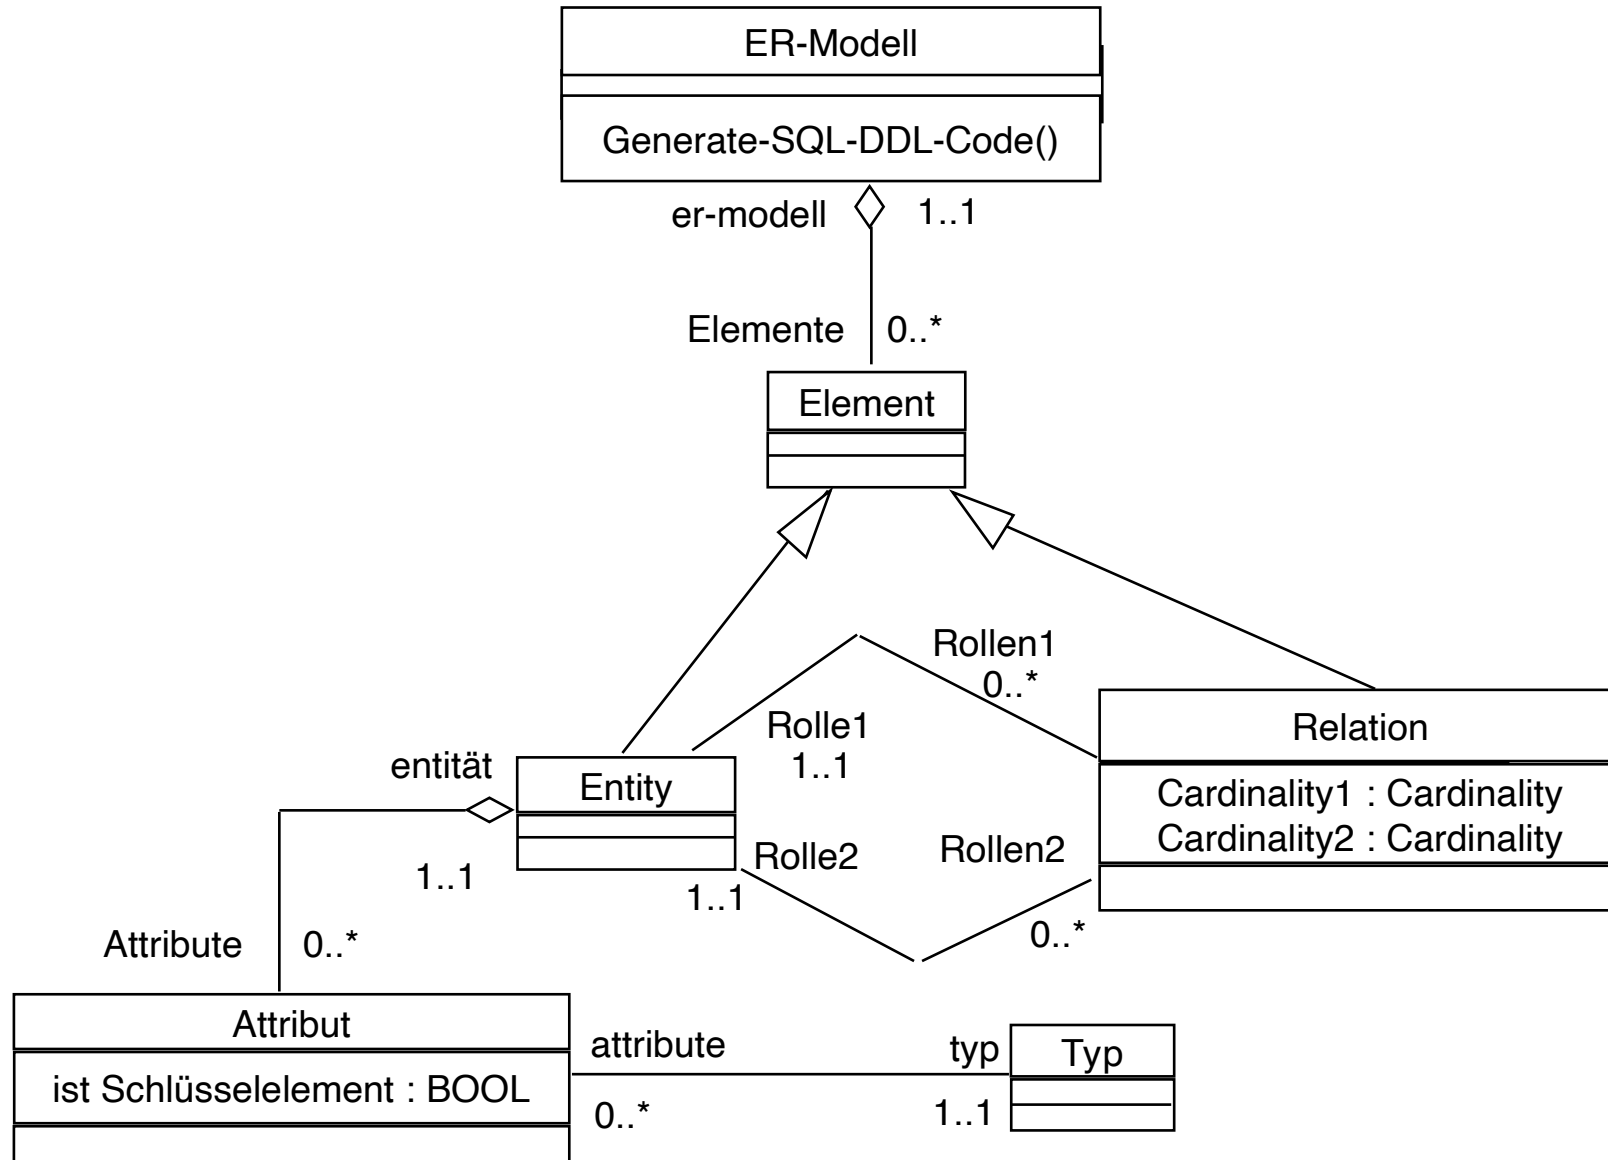 ER-Modell
Generate-SQL-DDL-Code()
er-modell 1..1
Elemente 0..*
Element
Rollen1
0..*
Rolle1
1..1
Relation
Cardinality1 : Cardinality
Cardinality2 : Cardinality
entität
Entity
1..1
Rolle2
1..1
Rollen2
0..*
Attribute 0..*
Attribut
ist Schlüsselelement : BOOL
attribute
0..*
typ
1..1
Typ